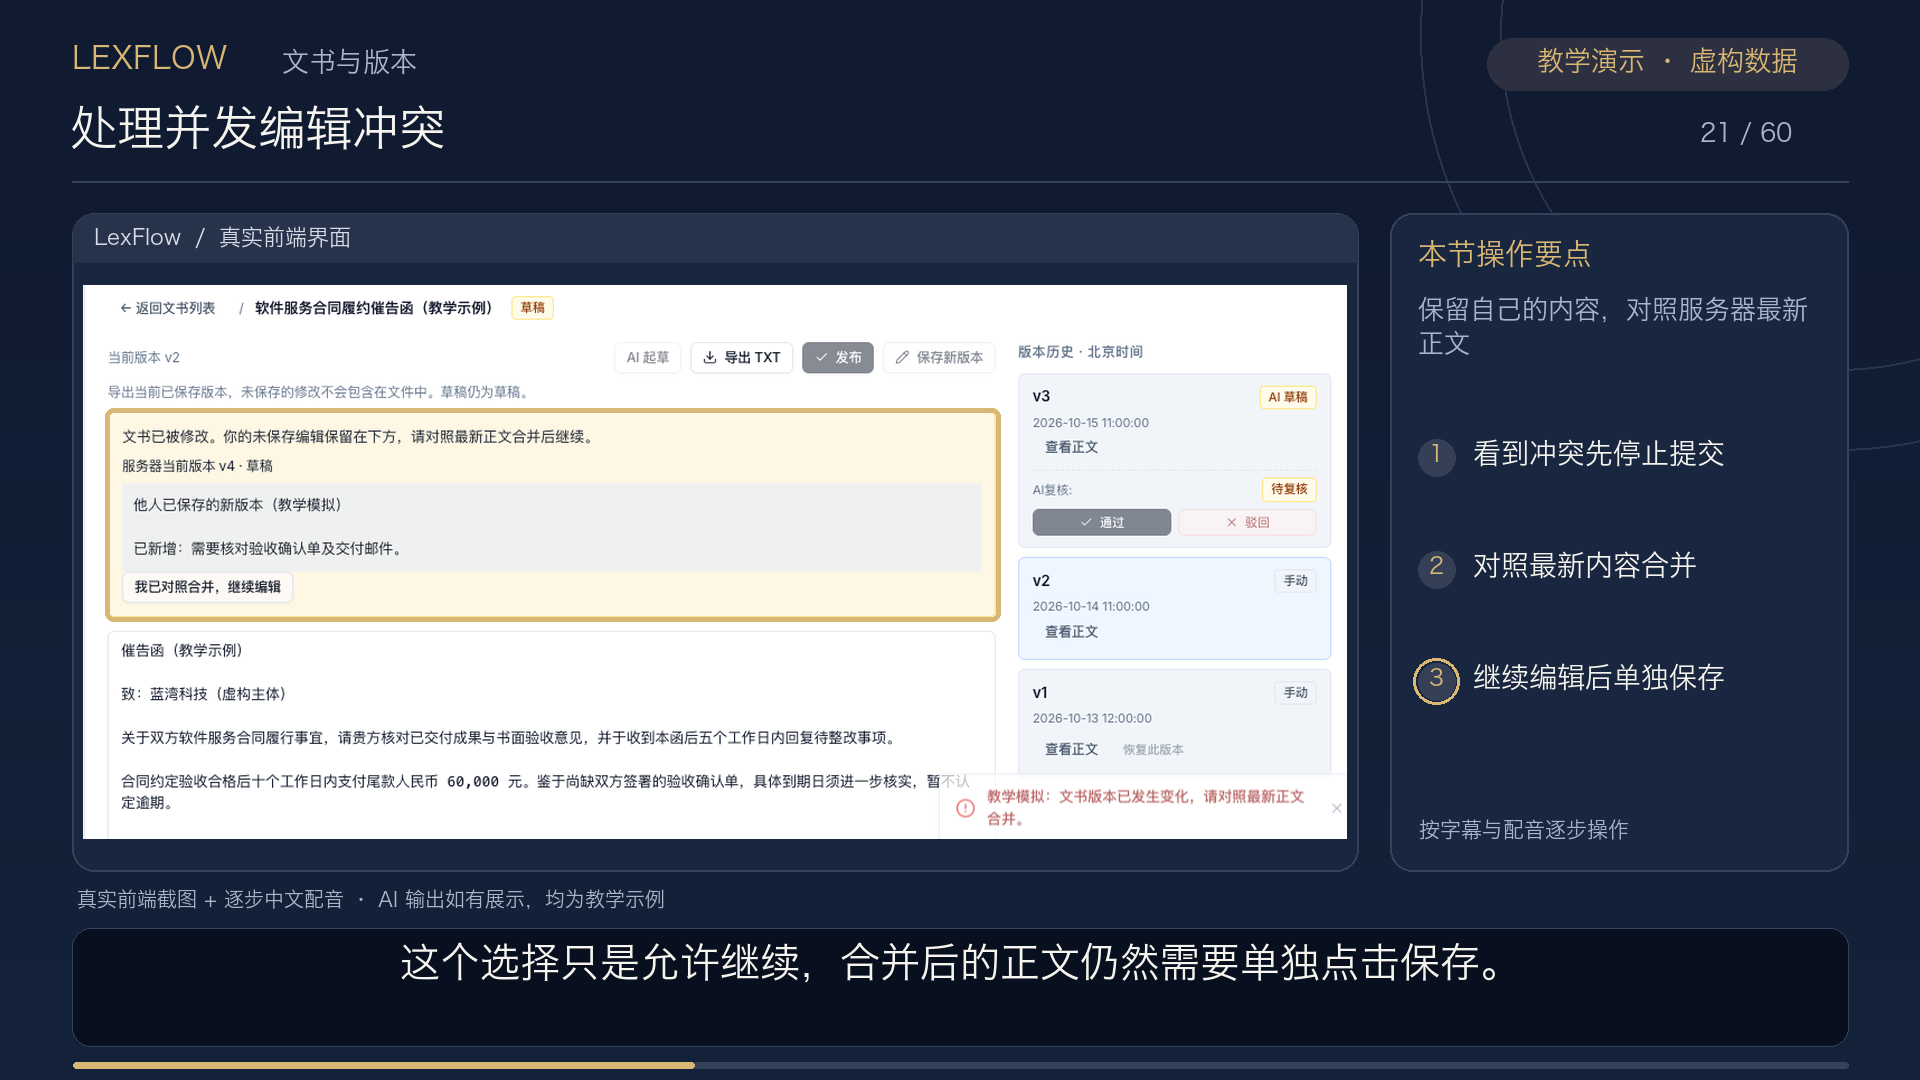 LEXFLOW
文书与版本
教学演示 · 虚构数据
处理并发编辑冲突
21 / 60
LexFlow / 真实前端界面
← 返回文书列表 / 软件服务合同履约催告函（教学示例） 草稿
当前版本 v2
AI 起草
导出 TXT
发布
保存新版本
导出当前已保存版本，未保存的修改不会包含在文件中。草稿仍为草稿。
文书已被修改。你的未保存编辑保留在下方，请对照最新正文合并后继续。
服务器当前版本 v4 · 草稿
他人已保存的新版本（教学模拟）
已新增：需要核对验收确认单及交付邮件。
我已对照合并，继续编辑
催告函（教学示例）
致：蓝湾科技（虚构主体）
关于双方软件服务合同履行事宜，请贵方核对已交付成果与书面验收意见，并于收到本函后五个工作日内回复待整改事项。
合同约定验收合格后十个工作日内支付尾款人民币 60,000 元。鉴于尚缺双方签署的验收确认单，具体到期日须进一步核实，暂不认
定逾期。
版本历史 · 北京时间
v3
AI 草稿
2026-10-15 11:00:00
查看正文
AI复核:
待复核
通过
驳回
v2
手动
2026-10-14 11:00:00
查看正文
v1
手动
2026-10-13 12:00:00
查看正文
恢复此版本
教学模拟：文书版本已发生变化，请对照最新正文
合并。
本节操作要点
保留自己的内容，对照服务器最新
正文
1 看到冲突先停止提交
2 对照最新内容合并
3 继续编辑后单独保存
按字幕与配音逐步操作
真实前端截图 + 逐步中文配音 · AI 输出如有展示，均为教学示例
这个选择只是允许继续，合并后的正文仍然需要单独点击保存。